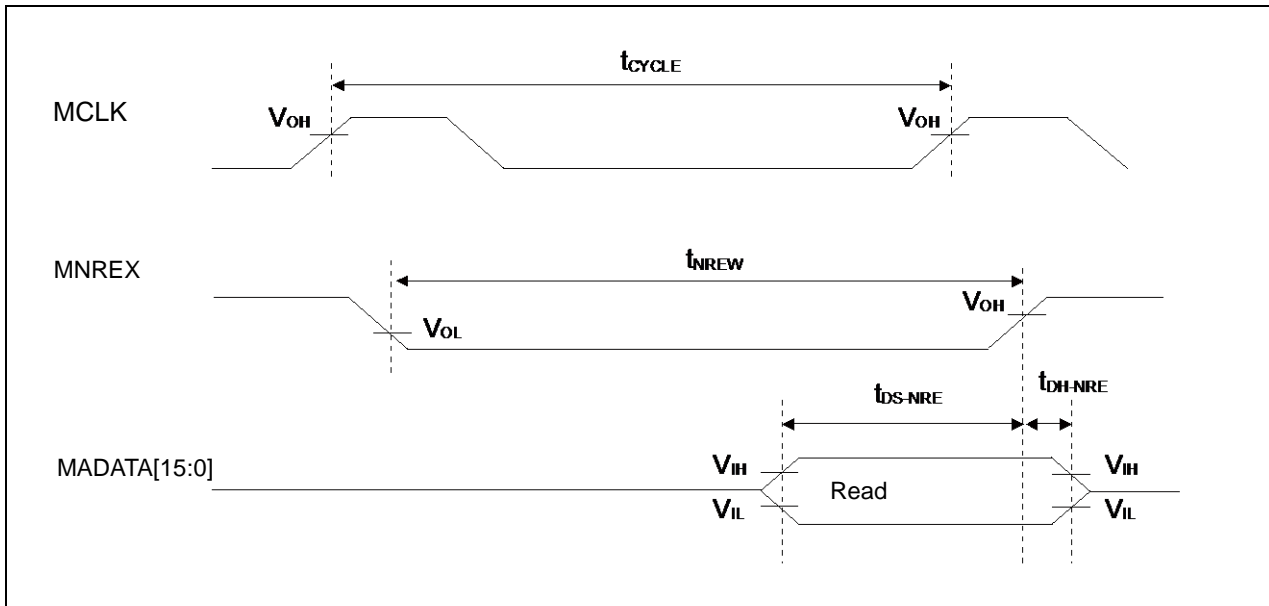 tCYCLE
MCLK
VOH
VOH
MNREX
tNREW
VOL
VOH
tDS-NRE
tDH-NRE
MADATA[15:0]
VIH
Read
VIH
VIL
VIL